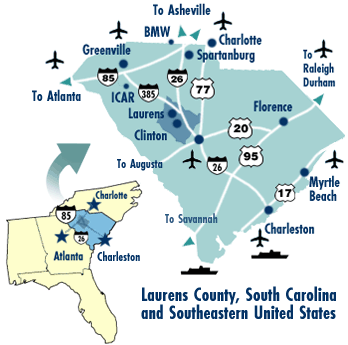 To Asheville
BMW
Charlotte
Greenville
Spartanburg
To
Raleigh
Durham
85
26
77
To Atlanta
ICAR
385
Laurens
Florence
Clinton
20
To Augusta
95
26
Myrtle
Beach
17
Charlotte
85
To Savannah
Charleston
26
Atlanta
Charleston
Laurens County, South Carolina
and Southeastern United States